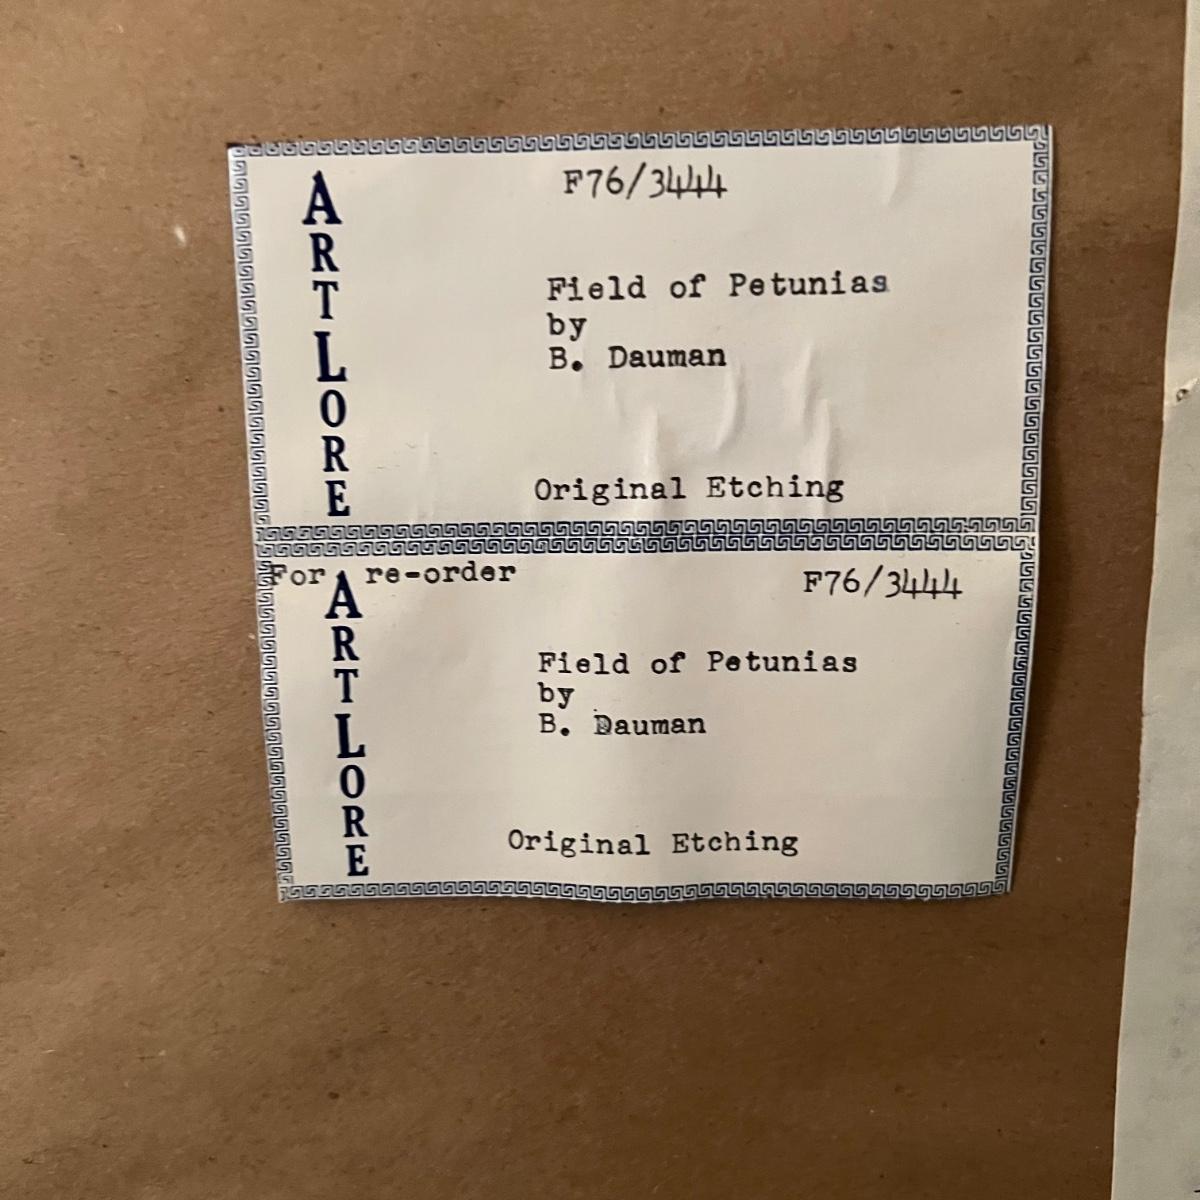 ARTLORE
F76/3444
Field of Petunias
by
B. Dauman
Original Etching
For re-order
ARTLORE
F76/3444
Field of Petunias
by
B. Dauman
Original Etching